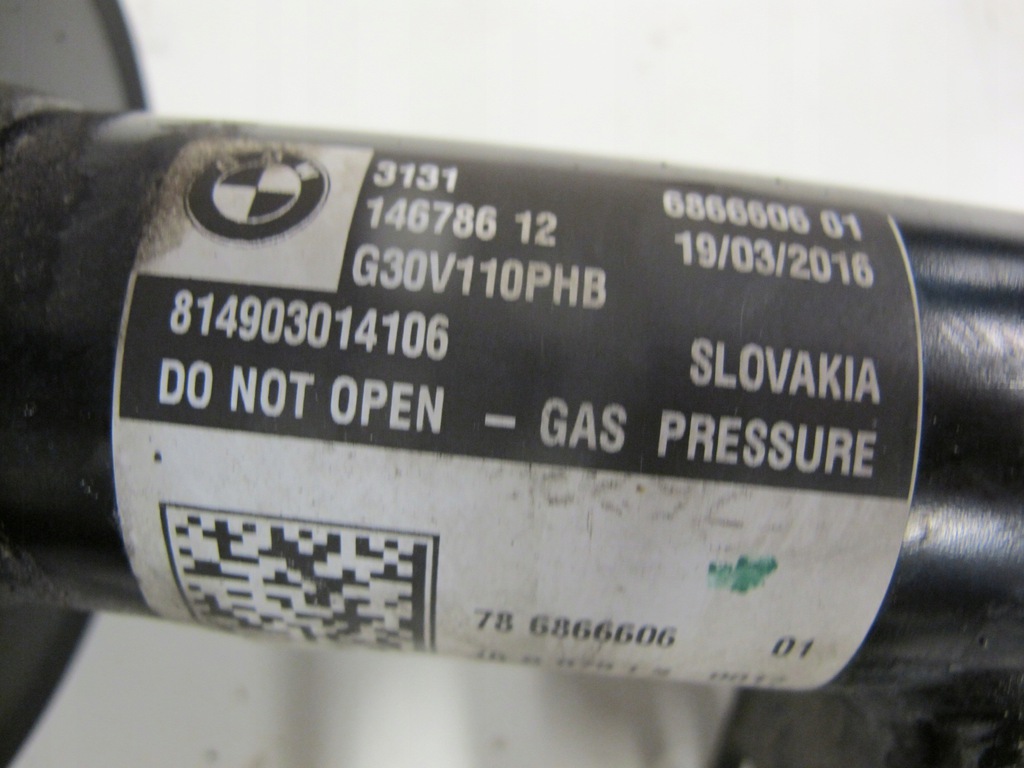 3131
146786 12
G30V110PHB
6866606 01
19/03/2016
814903014106
SLOVAKIA
DO NOT OPEN – GAS PRESSURE
78 6866606 01